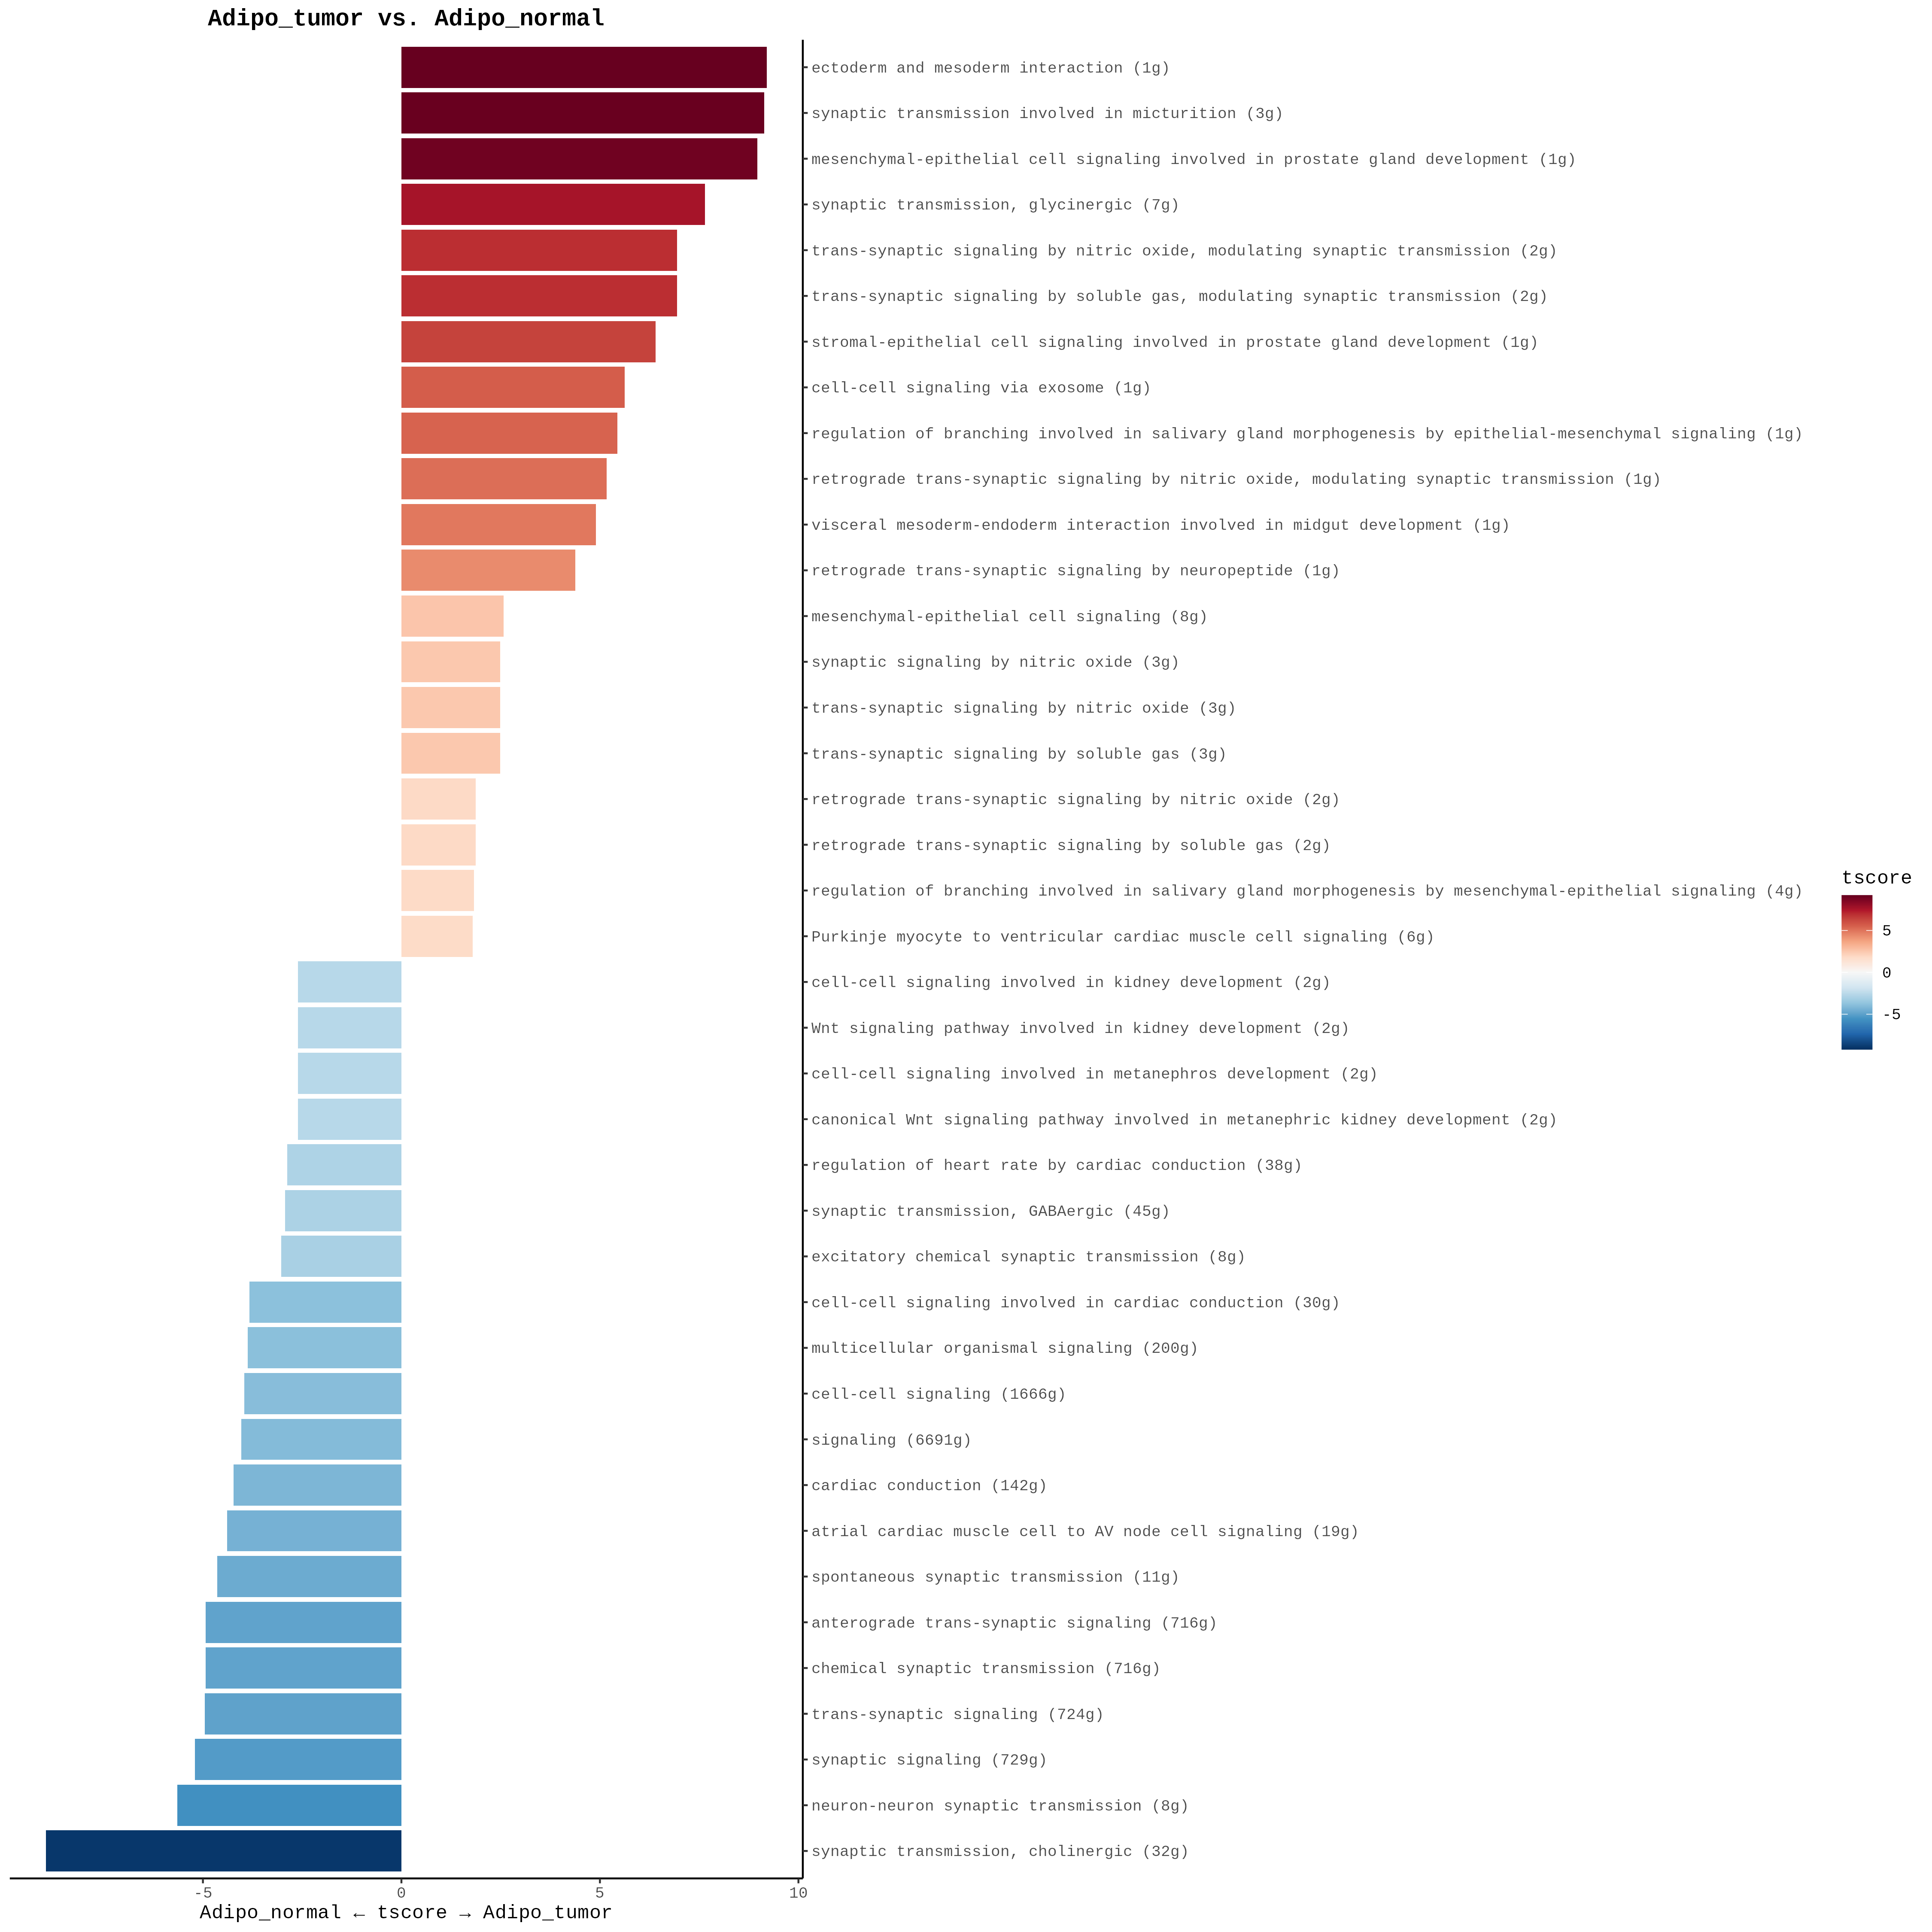 Adipo_tumor vs. Adipo_normal
ectoderm and mesoderm interaction (1g)
synaptic transmission involved in micturition (3g)
mesenchymal-epithelial cell signaling involved in prostate gland development (1g)
synaptic transmission, glycinergic (7g)
trans-synaptic signaling by nitric oxide, modulating synaptic transmission (2g)
trans-synaptic signaling by soluble gas, modulating synaptic transmission (2g)
stromal-epithelial cell signaling involved in prostate gland development (1g)
cell-cell signaling via exosome (1g)
regulation of branching involved in salivary gland morphogenesis by epithelial-mesenchymal signaling (1g)
retrograde trans-synaptic signaling by nitric oxide, modulating synaptic transmission (1g)
visceral mesoderm-endoderm interaction involved in midgut development (1g)
retrograde trans-synaptic signaling by neuropeptide (1g)
mesenchymal-epithelial cell signaling (8g)
synaptic signaling by nitric oxide (3g)
trans-synaptic signaling by nitric oxide (3g)
trans-synaptic signaling by soluble gas (3g)
retrograde trans-synaptic signaling by nitric oxide (2g)
retrograde trans-synaptic signaling by soluble gas (2g)
regulation of branching involved in salivary gland morphogenesis by mesenchymal-epithelial signaling (4g)
Purkinje myocyte to ventricular cardiac muscle cell signaling (6g)
cell-cell signaling involved in kidney development (2g)
Wnt signaling pathway involved in kidney development (2g)
cell-cell signaling involved in metanephros development (2g)
canonical Wnt signaling pathway involved in metanephric kidney development (2g)
regulation of heart rate by cardiac conduction (38g)
synaptic transmission, GABAergic (45g)
excitatory chemical synaptic transmission (8g)
cell-cell signaling involved in cardiac conduction (30g)
multicellular organismal signaling (200g)
cell-cell signaling (1666g)
signaling (6691g)
cardiac conduction (142g)
atrial cardiac muscle cell to AV node cell signaling (19g)
spontaneous synaptic transmission (11g)
anterograde trans-synaptic signaling (716g)
chemical synaptic transmission (716g)
trans-synaptic signaling (724g)
synaptic signaling (729g)
neuron-neuron synaptic transmission (8g)
synaptic transmission, cholinergic (32g)
-5 0 5 10
Adipo_normal ← tscore → Adipo_tumor
tscore
5
0
-5